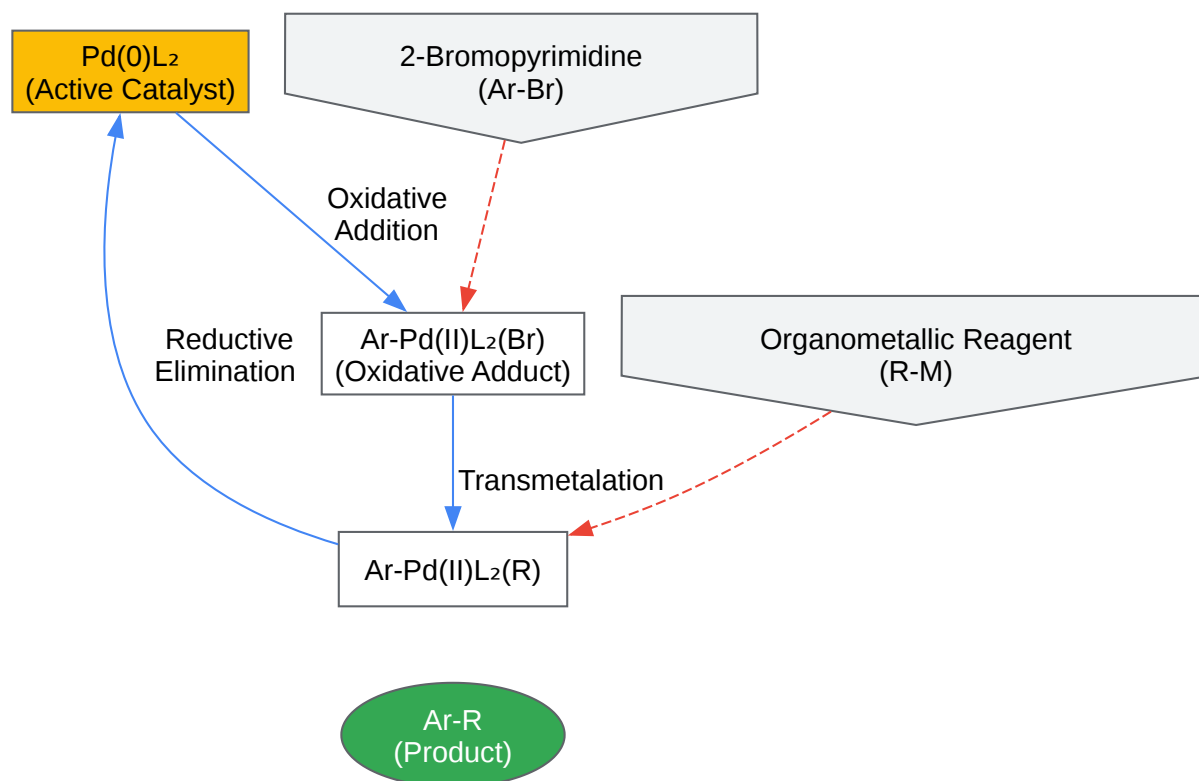 Pd(0)L₂
(Active Catalyst)
2-Bromopyrimidine
(Ar-Br)
Oxidative
Addition
Reductive
Elimination
Ar-Pd(II)L₂(Br)
(Oxidative Adduct)
Organometallic Reagent
(R-M)
Transmetalation
Ar-Pd(II)L₂(R)
Ar-R
(Product)